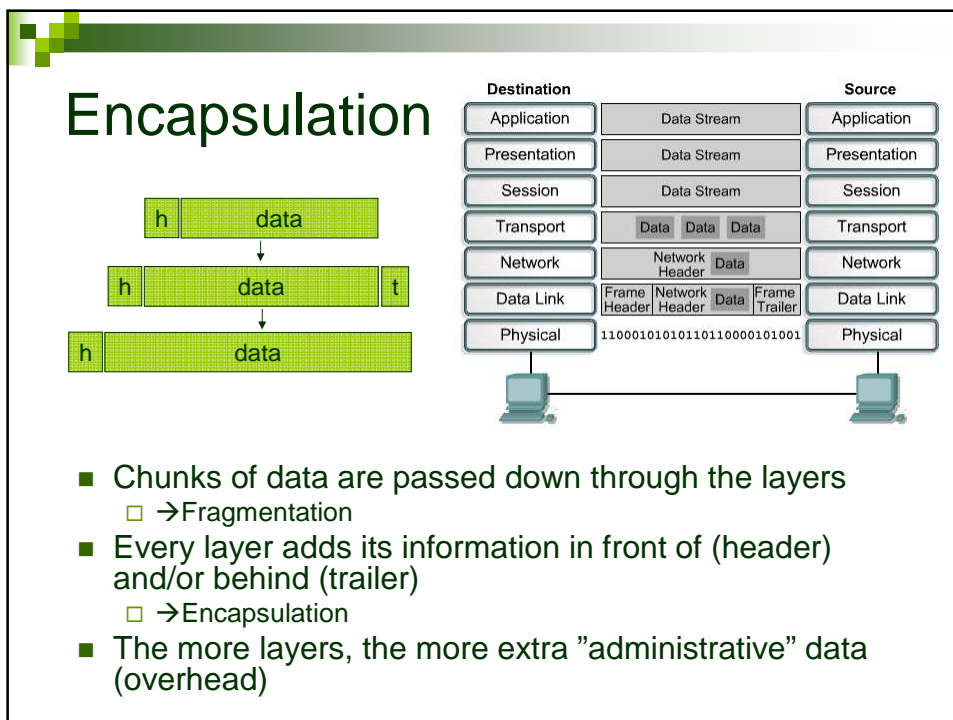 Encapsulation
h data
h data t
h data
Destination Source
Application Data Stream Application
Presentation Data Stream Presentation
Session Data Stream Session
Transport Data Data Data Transport
Network Network Header Data Network
Data Link Frame Header Network Header Data Frame Trailer Data Link
Physical 110001010101101100001010​01 Physical
■ Chunks of data are passed down through the layers
□ →Fragmentation
■ Every layer adds its information in front of (header)
and/or behind (trailer)
□ →Encapsulation
■ The more layers, the more extra ”administrative” data
(overhead)